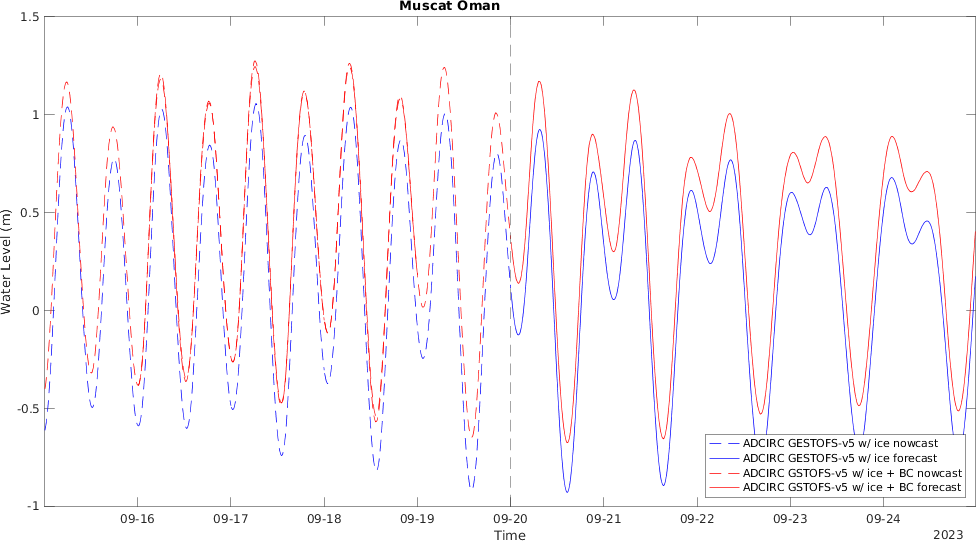 Muscat Oman
1.5
1
0.5
0
-0.5
-1
Water Level (m)
09-16 09-17 09-18 09-19 09-20 09-21 09-22 09-23 09-24
Time
2023
ADCIRC GESTOFS-v5 w/ ice nowcast
ADCIRC GESTOFS-v5 w/ ice forecast
ADCIRC GSTOFS-v5 w/ ice + BC nowcast
ADCIRC GSTOFS-v5 w/ ice + BC forecast